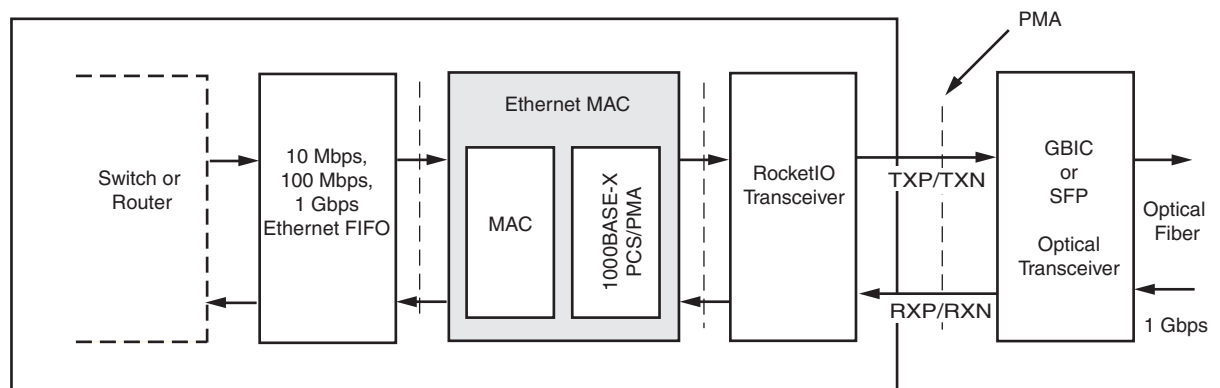 PMA
Switch or
Router
10 Mbps,
100 Mbps,
1 Gbps
Ethernet FIFO
Ethernet MAC
MAC
1000BASE-X
PCS/PMA
RocketIO
Transceiver
TXP/TXN
RXP/RXN
GBIC
or
SFP
Optical
Transceiver
Optical
Fiber
1 Gbps